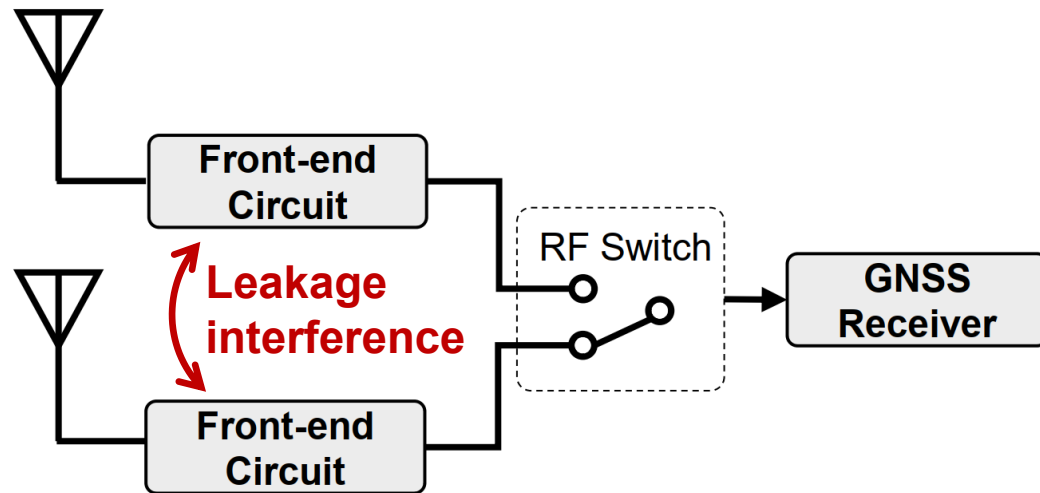 Front-end
Circuit
RF Switch
Leakage
interference
GNSS
Receiver
Front-end
Circuit